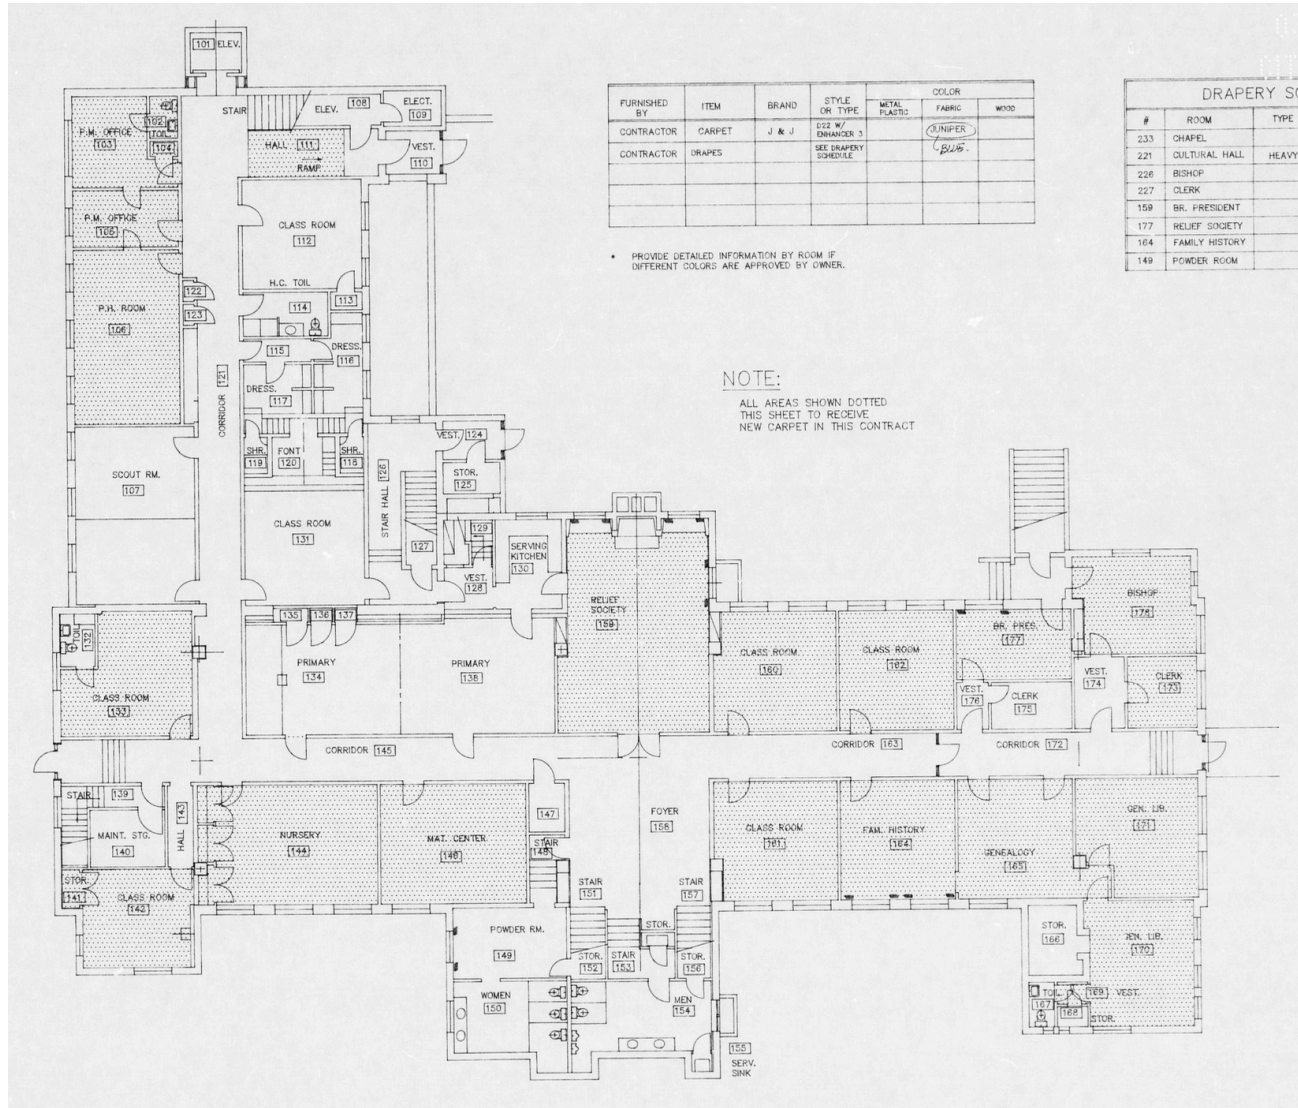 101 ELEV.
STAIR
ELEV. 108
ELECT.
109
102
TOIL.
104
P.M. OFFICE
103
HALL 111
RAMP
VEST.
110
P.M. OFFICE
105
CLASS ROOM
112
H.C. TOIL
113
114
122
123
P.H. ROOM
106
115
DRESS.
116
DRESS.
117
CORRIDOR 121
SHR.
119
FONT
120
SHR.
118
SCOUT RM.
107
CLASS ROOM
131
STAIR HALL 126
VEST. 124
STOR.
125
127
129
VEST.
128
SERVING
KITCHEN
130
FURNISHED
BY
ITEM
BRAND
STYLE
OR TYPE
COLOR
METAL
PLASTIC
FABRIC
WOOD
CONTRACTOR CARPET J & J D22 W/
ENHANCER 3
JUNIPER
BLUE.
CONTRACTOR DRAPES SEE DRAPERY
SCHEDULE
* PROVIDE DETAILED INFORMATION BY ROOM IF
DIFFERENT COLORS ARE APPROVED BY OWNER.
DRAPERY SC
# ROOM TYPE
233 CHAPEL
221 CULTURAL HALL HEAVY
226 BISHOP
227 CLERK
159 BR. PRESIDENT
177 RELIEF SOCIETY
164 FAMILY HISTORY
149 POWDER ROOM
NOTE:
ALL AREAS SHOWN DOTTED
THIS SHEET TO RECEIVE
NEW CARPET IN THIS CONTRACT
TOIL
132
CLASS ROOM
133
135 136 137
PRIMARY
134
PRIMARY
138
RELIEF
SOCIETY
159
CLASS ROOM
160
CLASS ROOM
162
BR. PRES.
177
BISHOP
178
VEST.
176
CLERK
175
VEST.
174
CLERK
173
CORRIDOR 145
CORRIDOR 163
CORRIDOR 172
STAIR
139
HALL 143
MAINT. STG.
140
STOR.
141
CLASS ROOM
142
NURSERY
144
MAT. CENTER
146
147
STAIR
148
FOYER
158
CLASS ROOM
161
FAM. HISTORY
164
GENEALOGY
165
GEN. LIB.
171
STAIR
151
STAIR
157
STOR.
POWDER RM.
149
STOR.
152
STAIR
153
STOR.
156
WOMEN
150
MEN
154
155
SERV.
SINK
STOR.
166
GEN. LIB.
170
TOIL
167
169 VEST.
168
STOR.